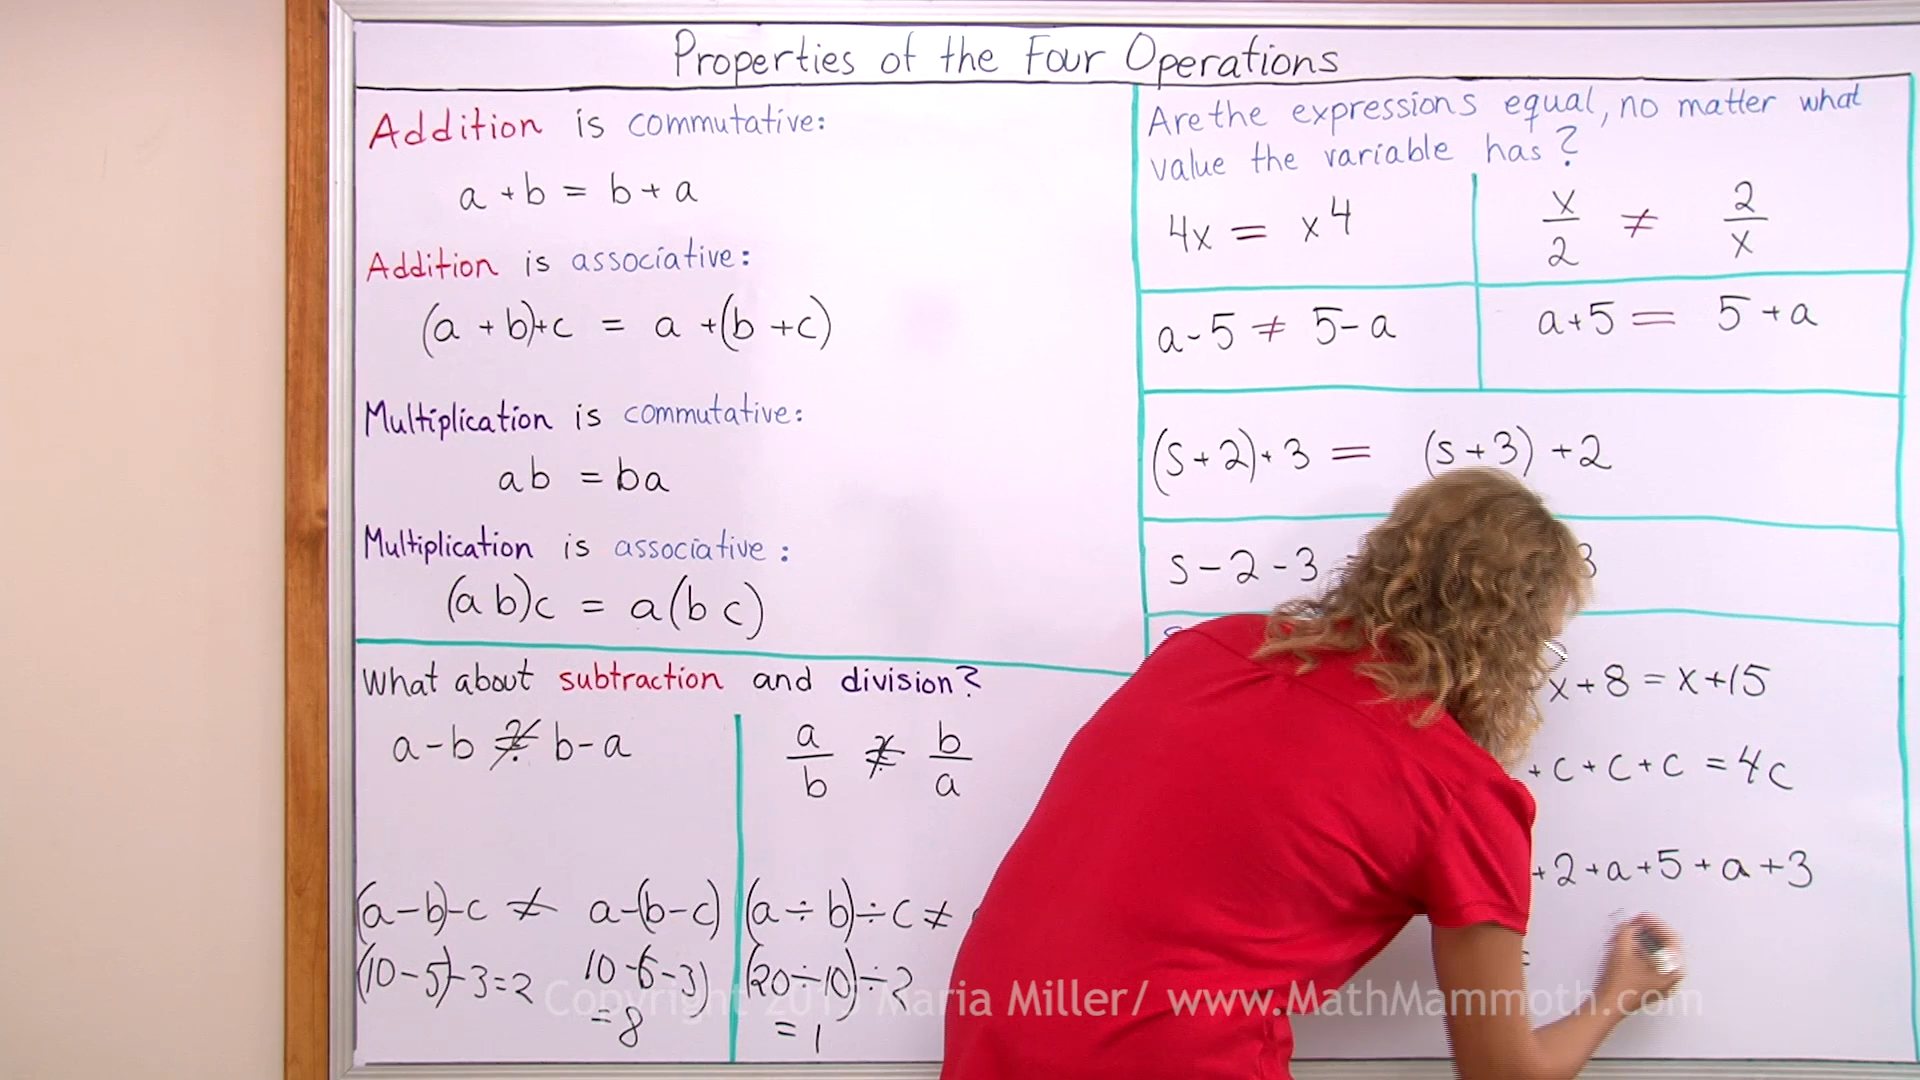 Properties of the Four Operations
Addition is commutative:
a + b = b + a
Addition is associative:
(a + b)+c = a +(b +c)
Multiplication is commutative:
ab = ba
Multiplication is associative:
(ab)c = a(bc)
What about subtraction and division?
a-b ≠ b-a
a/b ≠ b/a
(a-b)-c ≠ a-(b-c)
(10-5)-3=2 10-(5-3)
=8
(a÷b)÷c ≠
(20÷10)÷2
=1
Are the expressions equal, no matter what
value the variable has?
4x = x4
x/2 ≠ 2/x
a-5 ≠ 5-a
a+5 = 5+a
(s+2)+3 = (s+3)+2
s-2-3
x+8 = x+15
+c+c+c = 4c
+2+a+5+a+3
=
Copyright Maria Miller/ www.MathMammoth.com